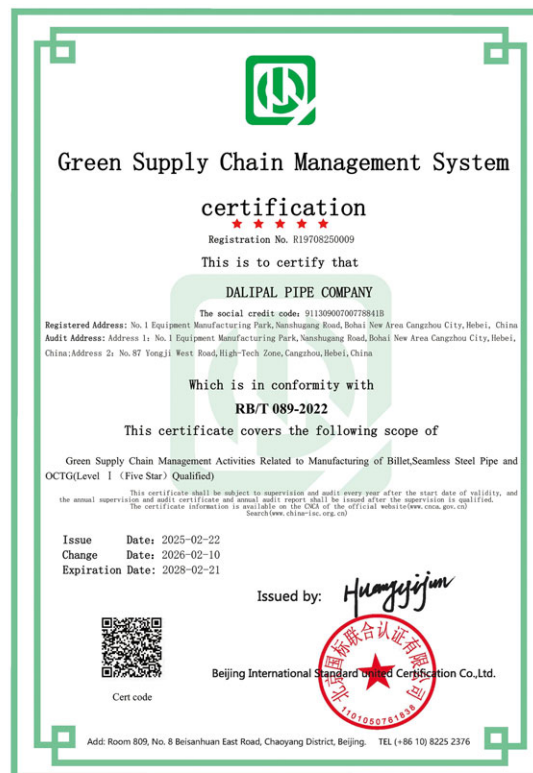 Green Supply Chain Management System
certification
Registration No. R19708250009
This is to certify that
DALIPAL PIPE COMPANY
The social credit code: 91130900700778841B
Registered Address: No.1 Equipment Manufacturing Park,Nanshugang Road,Bohai New Area Cangzhou City,Hebei, China
Audit Address: Address 1: No.1 Equipment Manufacturing Park,Nanshugang Road,Bohai New Area Cangzhou City,Hebei,
China;Address 2: No.87 Yongji West Road,High-Tech Zone,Cangzhou,Hebei,China
Which is in conformity with
RB/T 089-2022
This certificate covers the following scope of
Green Supply Chain Management Activities Related to Manufacturing of Billet,Seamless Steel Pipe and
OCTG(Level Ⅰ (Five Star) Qualified)
This certificate shall be subject to supervision and audit every year after the start date of validity, and
the annual supervision and audit certificate and annual audit report shall be issued after the supervision is qualified.
The certificate information is available on the CNCA of the official website(www.cnca.gov.cn)
Search(www.china-isc.org.cn)
Issue Date: 2025-02-22
Change Date: 2026-02-10
Expiration Date: 2028-02-21
Issued by: Huangyijun
北京国标联合认证有限公司
Beijing International Standard united Certification Co.,Ltd.
1101050761838
Cert code
Add: Room 809, No. 8 Beisanhuan East Road, Chaoyang District, Beijing. TEL (+86 10) 8225 2376